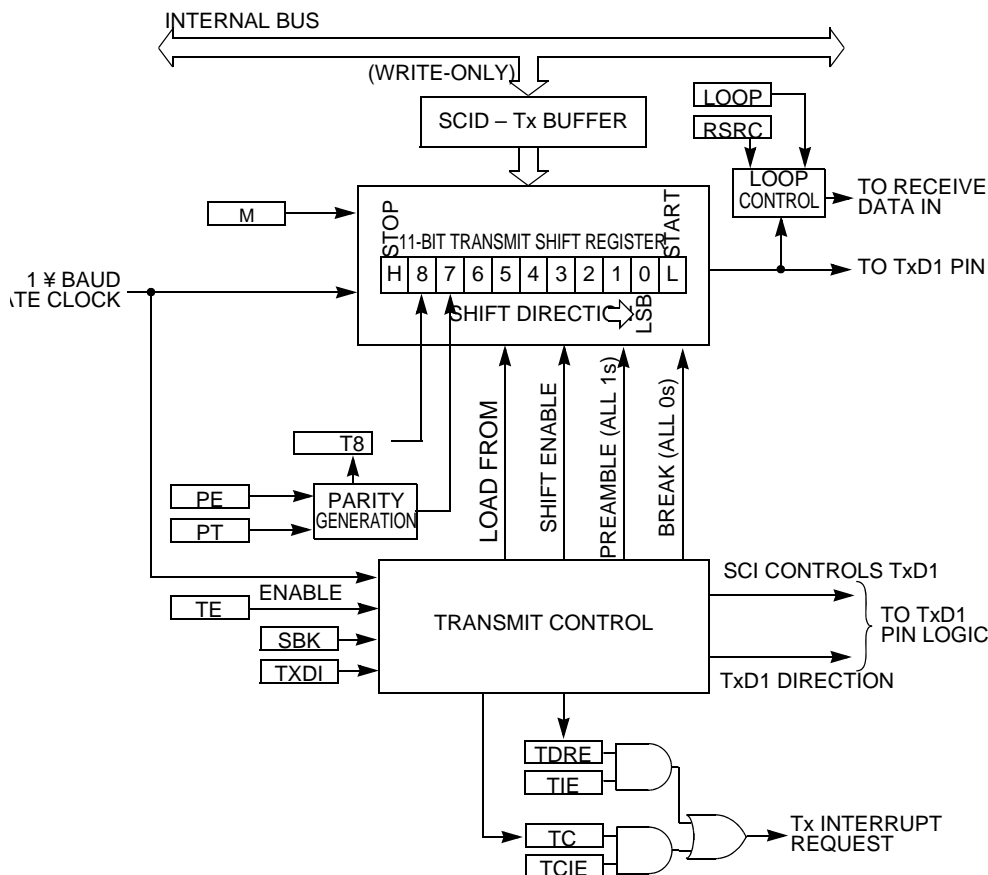 INTERNAL BUS
(WRITE-ONLY)
SCID – Tx BUFFER
LOOP
RSRC
LOOP
CONTROL
TO RECEIVE
DATA IN
M
STOP
11-BIT TRANSMIT SHIFT REGISTER
START
H 8 7 6 5 4 3 2 1 0 L
SHIFT DIRECTIO
LSB
TO TxD1 PIN
1 ¥ BAUD
ATE CLOCK
T8
PE
PT
PARITY
GENERATION
LOAD FROM
SHIFT ENABLE
PREAMBLE (ALL 1s)
BREAK (ALL 0s)
TE
ENABLE
SBK
TXDI
TRANSMIT CONTROL
SCI CONTROLS TxD1
TO TxD1
PIN LOGIC
TxD1 DIRECTION
TDRE
TIE
TC
TCIE
Tx INTERRUPT
REQUEST